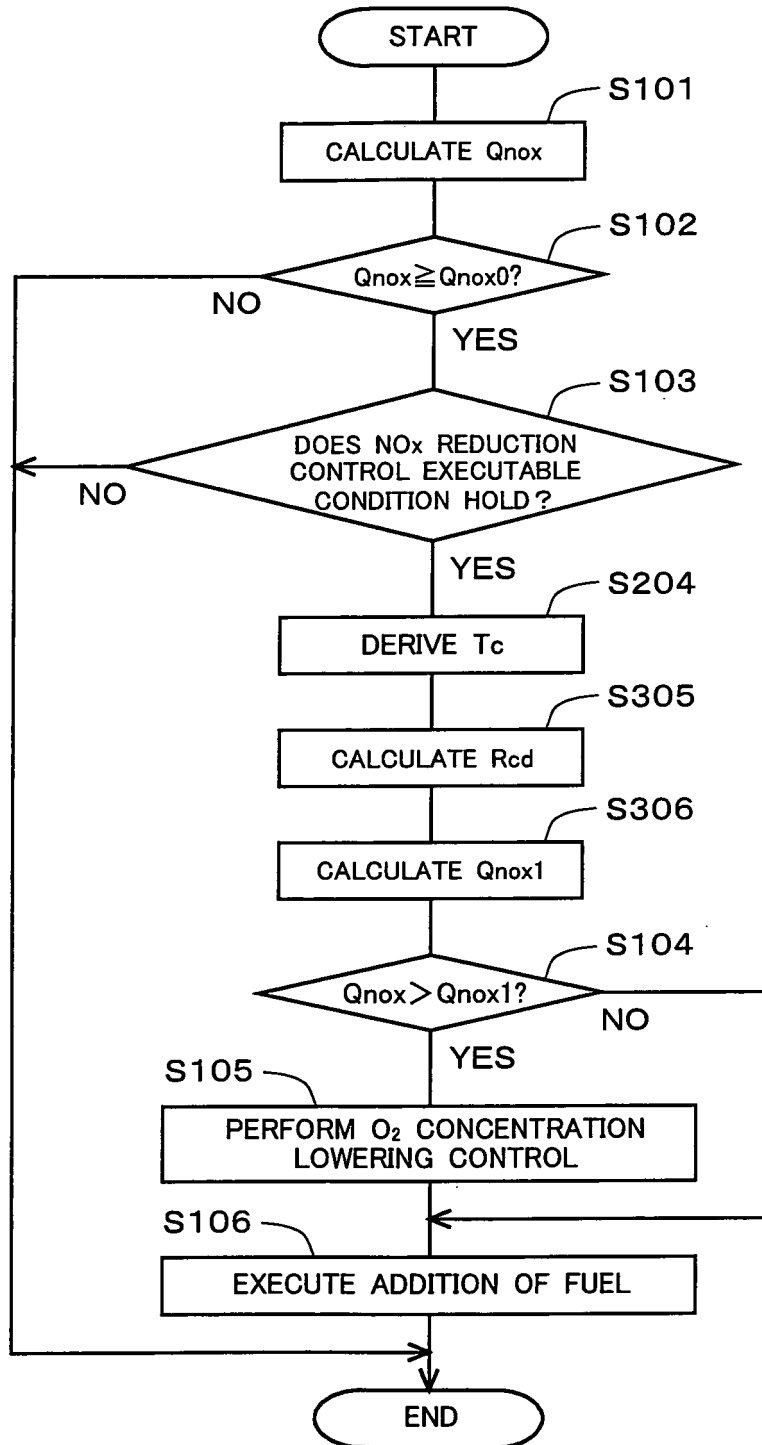 START
S101
CALCULATE Qnox
S102
Qnox≧Qnox0?
NO
YES
S103
DOES NOx REDUCTION
CONTROL EXECUTABLE
CONDITION HOLD?
NO
YES
S204
DERIVE Tc
S305
CALCULATE Rcd
S306
CALCULATE Qnox1
S104
Qnox>Qnox1?
NO
YES
S105
PERFORM O₂ CONCENTRATION
LOWERING CONTROL
S106
EXECUTE ADDITION OF FUEL
END